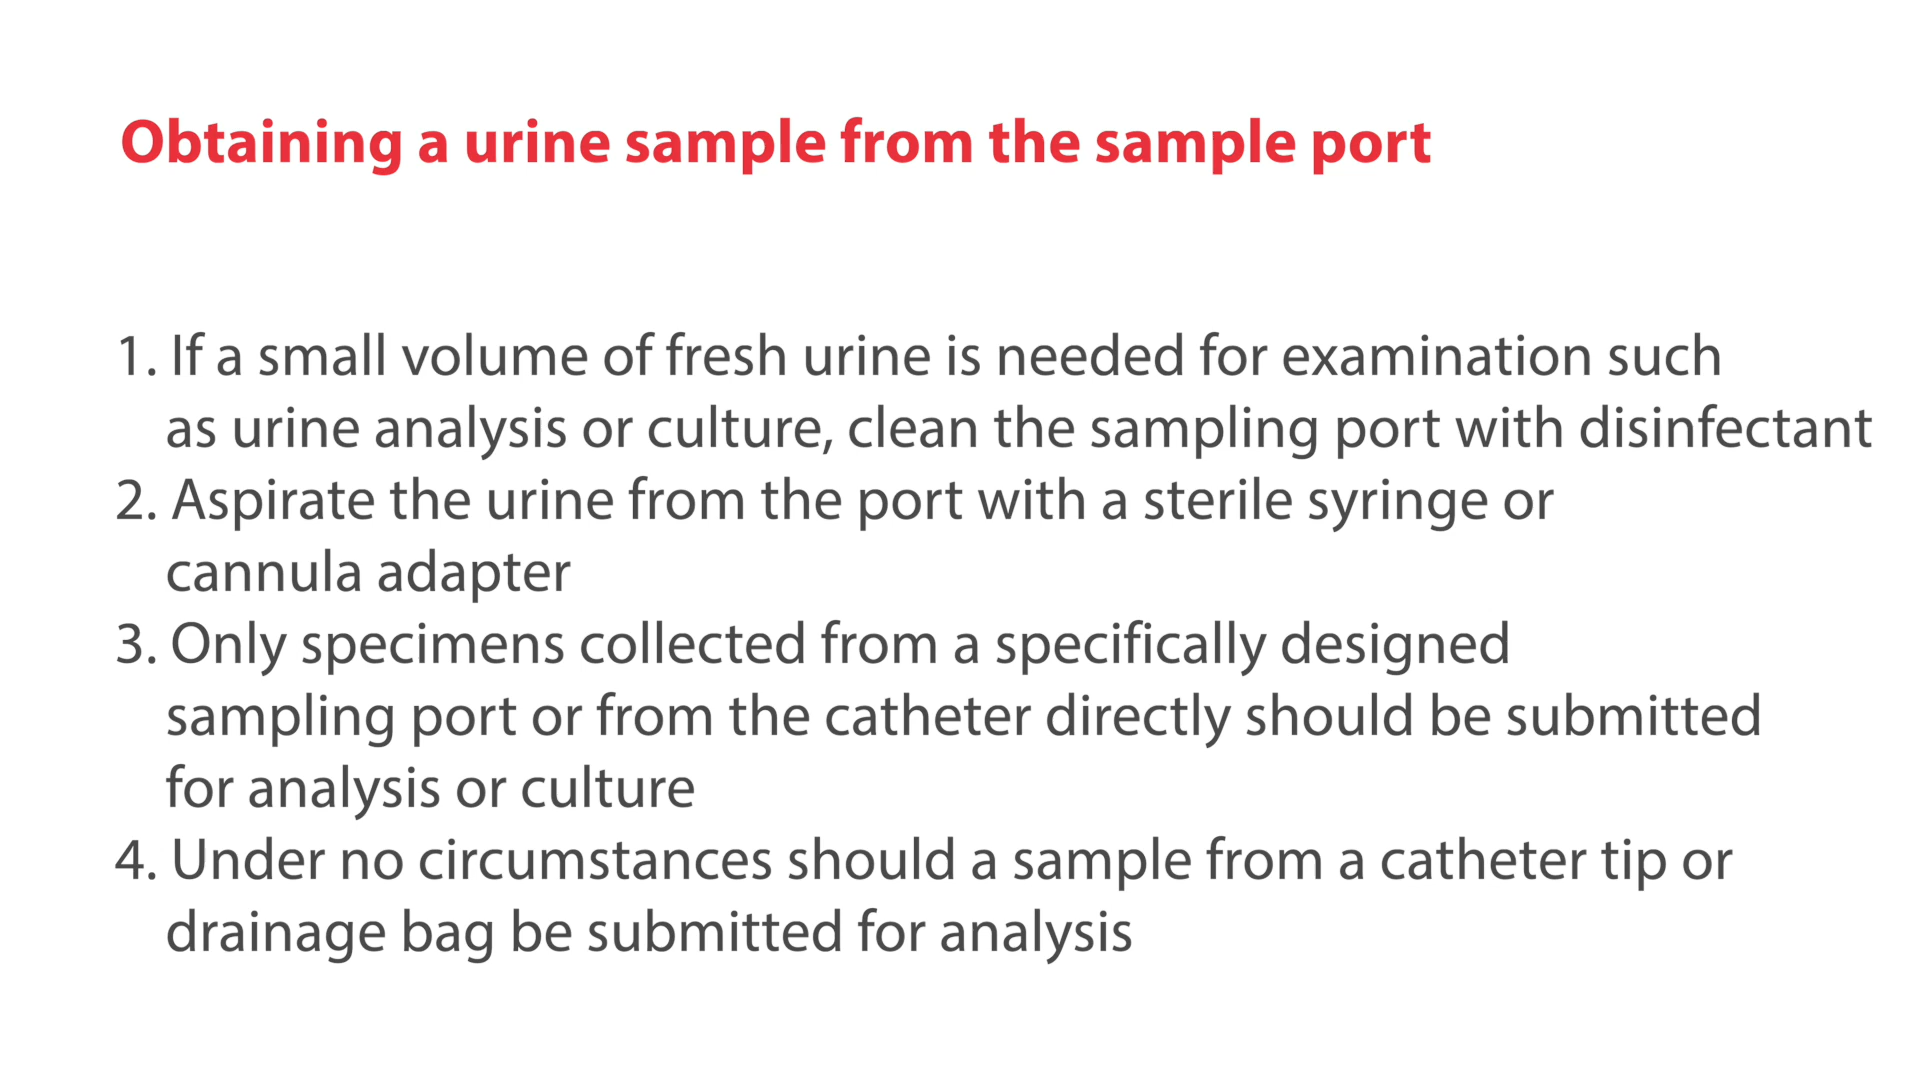 Obtaining a urine sample from the sample port
1. If a small volume of fresh urine is needed for examination such
as urine analysis or culture, clean the sampling port with disinfectant
2. Aspirate the urine from the port with a sterile syringe or
cannula adapter
3. Only specimens collected from a specifically designed
sampling port or from the catheter directly should be submitted
for analysis or culture
4. Under no circumstances should a sample from a catheter tip or
drainage bag be submitted for analysis